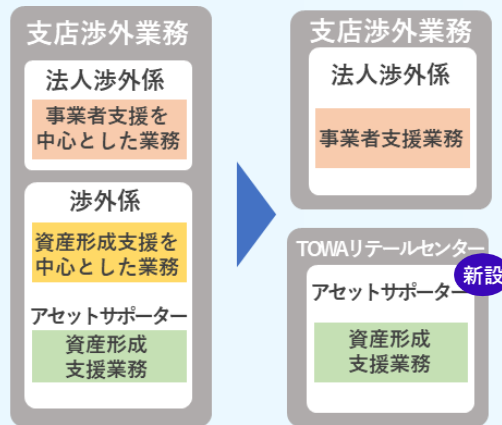 支店渉外業務
法人渉外係
事業者支援を
中心とした業務
渉外係
資産形成支援を
中心とした業務
アセットサポーター
資産形成
支援業務
支店渉外業務
法人渉外係
事業者支援業務
TOWAリテールセンター
新設
アセットサポーター
資産形成
支援業務